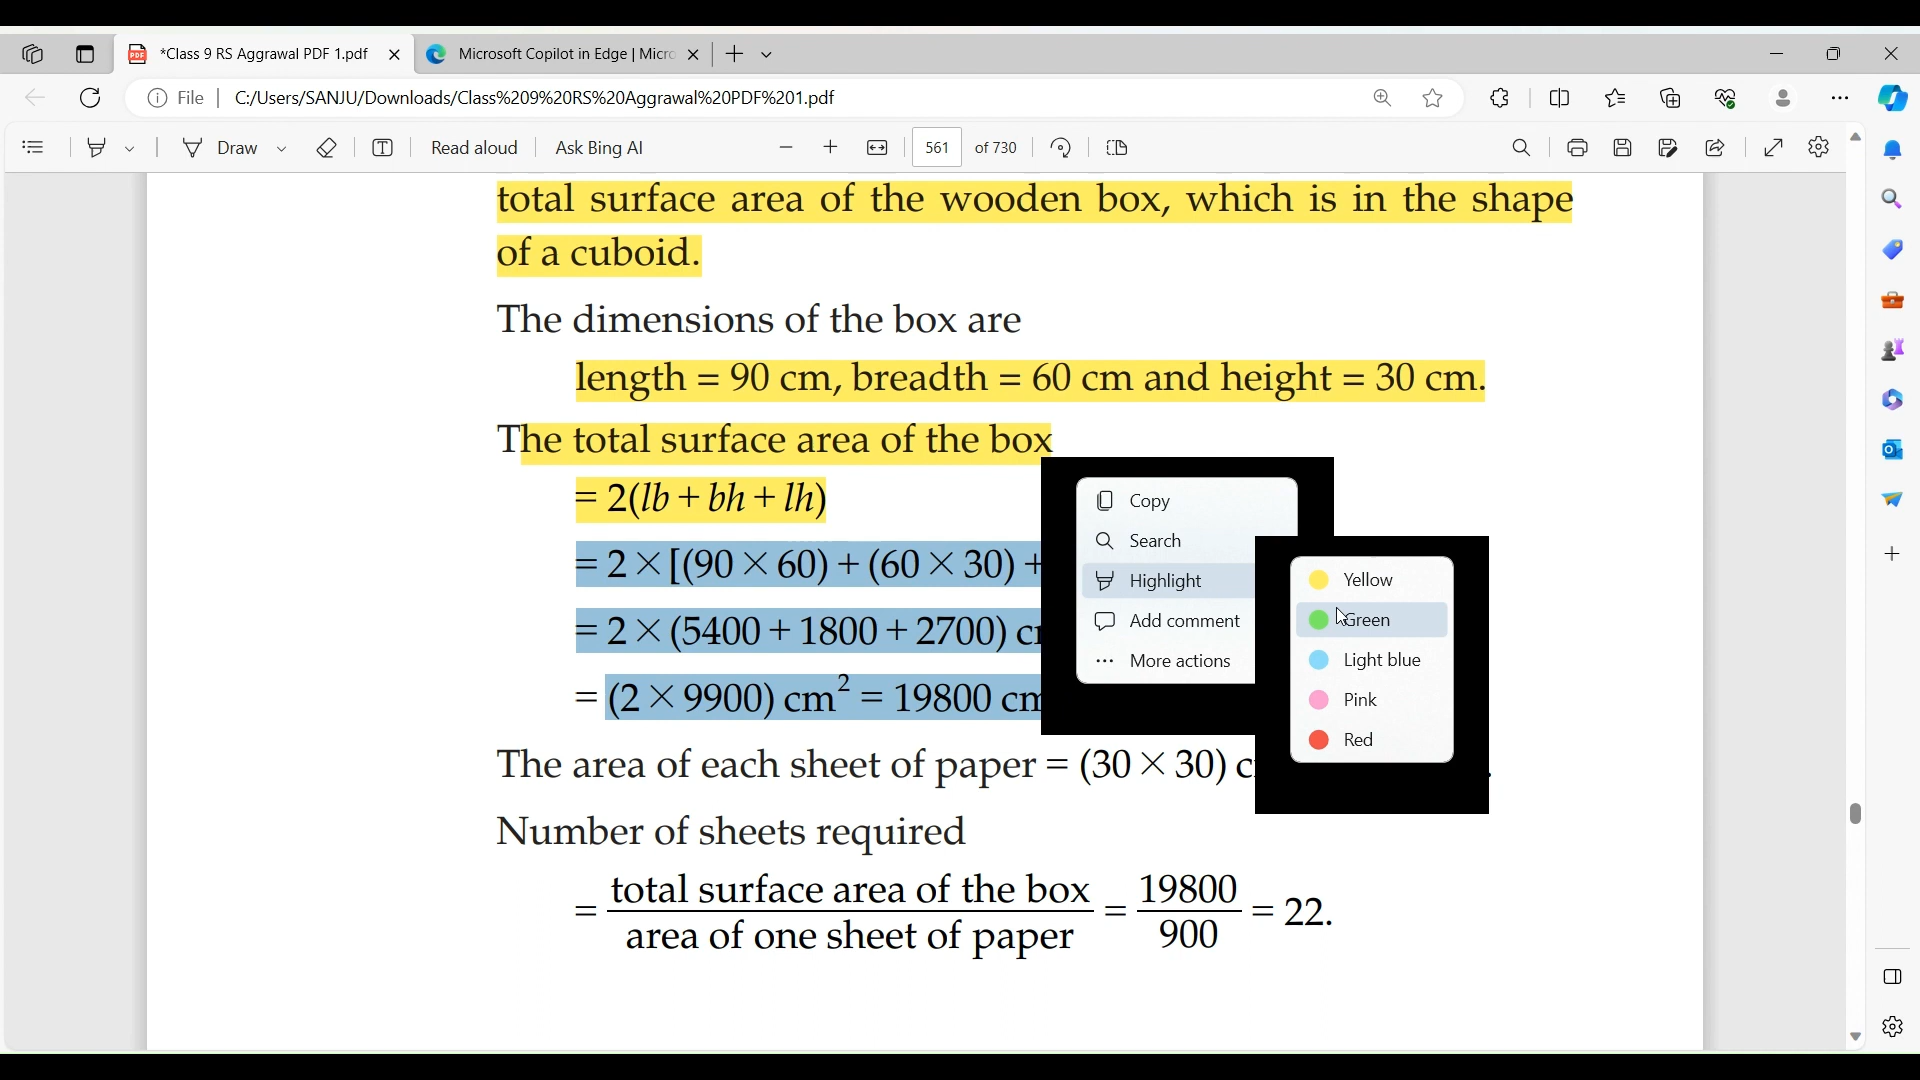 *Class 9 RS Aggrawal PDF 1.pdf
Microsoft Copilot in Edge | Micro
File
C:/Users/SANJU/Downloads/Class%209%20RS%20Aggrawal%20PDF%201.pdf
Draw
Read aloud
Ask Bing AI
561 of 730
total surface area of the wooden box, which is in the shape
of a cuboid.
The dimensions of the box are
length = 90 cm, breadth = 60 cm and height = 30 cm.
The total surface area of the box
= 2(lb + bh + lh)
= 2 × [(90 × 60) + (60 × 30) +
= 2 × (5400 + 1800 + 2700)
= (2 × 9900) cm² = 19800 cm
The area of each sheet of paper = (30 × 30)
Number of sheets required
= total surface area of the box / area of one sheet of paper = 19800 / 900 = 22.
Copy
Search
Highlight
Add comment
More actions
Yellow
Green
Light blue
Pink
Red